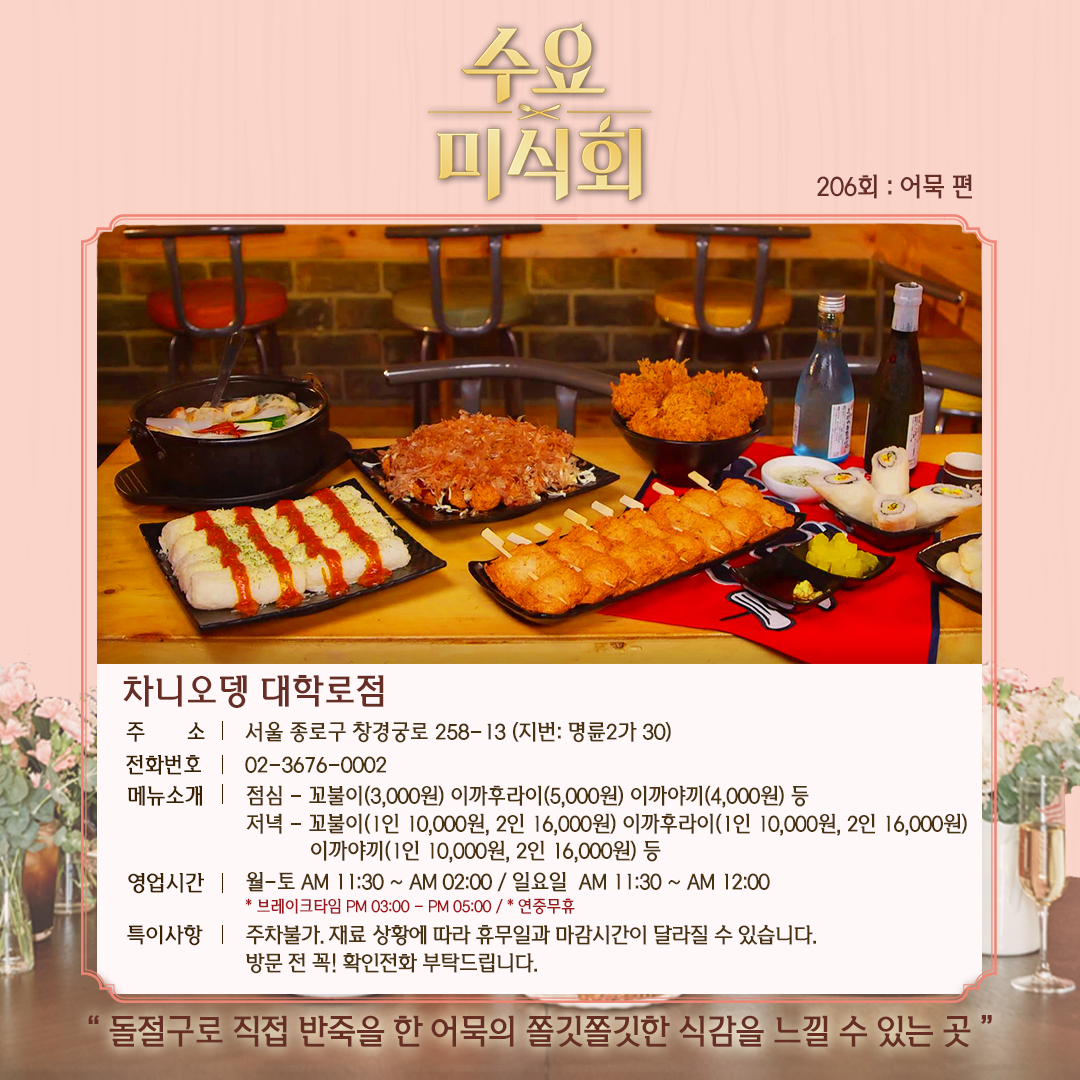 수요
미식회
206회 : 어묵 편
차니오뎅 대학로점
주 소 | 서울 종로구 창경궁로 258-13 (지번: 명륜2가 30)
전화번호 | 02-3676-0002
메뉴소개 | 점심 - 꼬불이(3,000원) 이까후라이(5,000원) 이까야끼(4,000원) 등
저녁 - 꼬불이(1인 10,000원, 2인 16,000원) 이까후라이(1인 10,000원, 2인 16,000원)
이까야끼(1인 10,000원, 2인 16,000원) 등
영업시간 | 월-토 AM 11:30 ~ AM 02:00 / 일요일 AM 11:30 ~ AM 12:00
* 브레이크타임 PM 03:00 - PM 05:00 / * 연중무휴
특이사항 | 주차불가. 재료 상황에 따라 휴무일과 마감시간이 달라질 수 있습니다.
방문 전 꼭! 확인전화 부탁드립니다.
“ 돌절구로 직접 반죽을 한 어묵의 쫄깃쫄깃한 식감을 느낄 수 있는 곳 ”